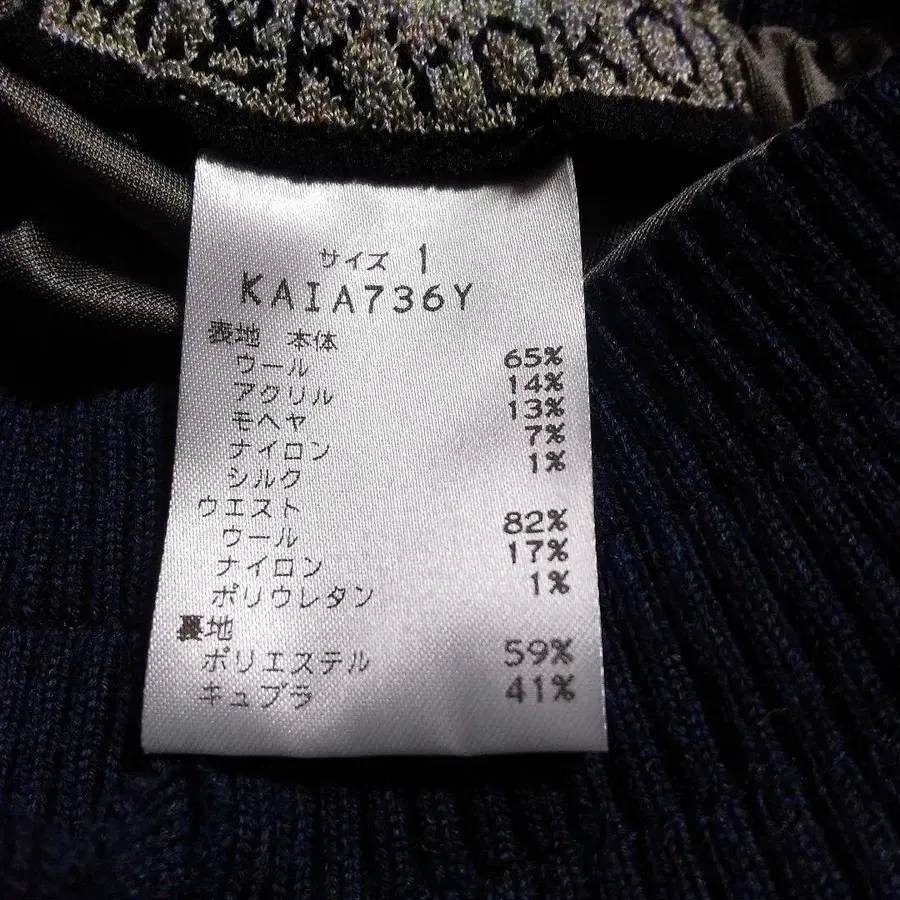 サイズ 1
KAIA736Y
表地 本体
ウール 65%
アクリル 14%
モヘヤ 13%
ナイロン 7%
シルク 1%
ウエスト
ウール 82%
ナイロン 17%
ポリウレタン 1%
裏地
ポリエステル 59%
キュプラ 41%